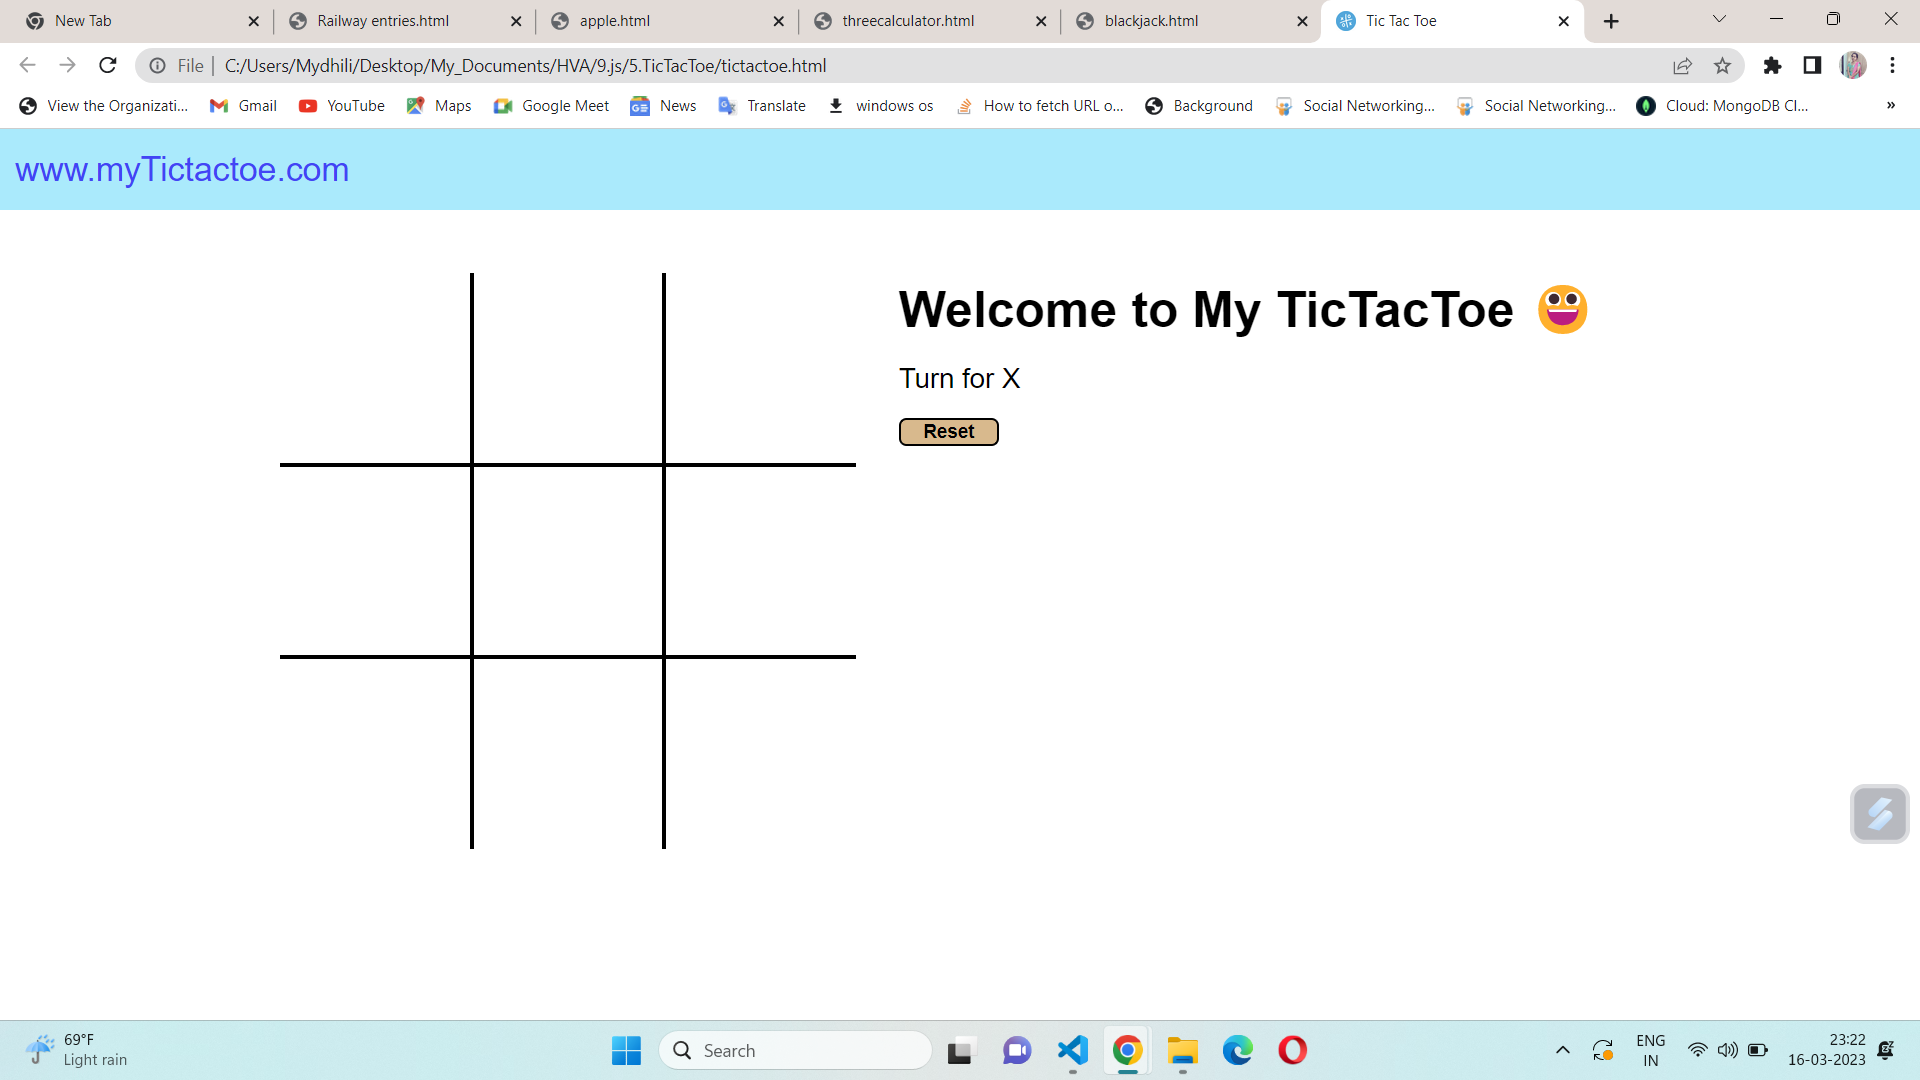 New Tab
Railway entries.html
apple.html
threecalculator.html
blackjack.html
Tic Tac Toe
File | C:/Users/Mydhili/Desktop/My_Documents/HVA/9.js/5.TicTacToe/tictactoe.html
View the Organizati...
Gmail
YouTube
Maps
Google Meet
News
Translate
windows os
How to fetch URL o...
Background
Social Networking...
Social Networking...
Cloud: MongoDB Cl...
»
www.myTictactoe.com
Welcome to My TicTacToe 😀
Turn for X
Reset
69°F
Light rain
Search
ENG
IN
23:22
16-03-2023